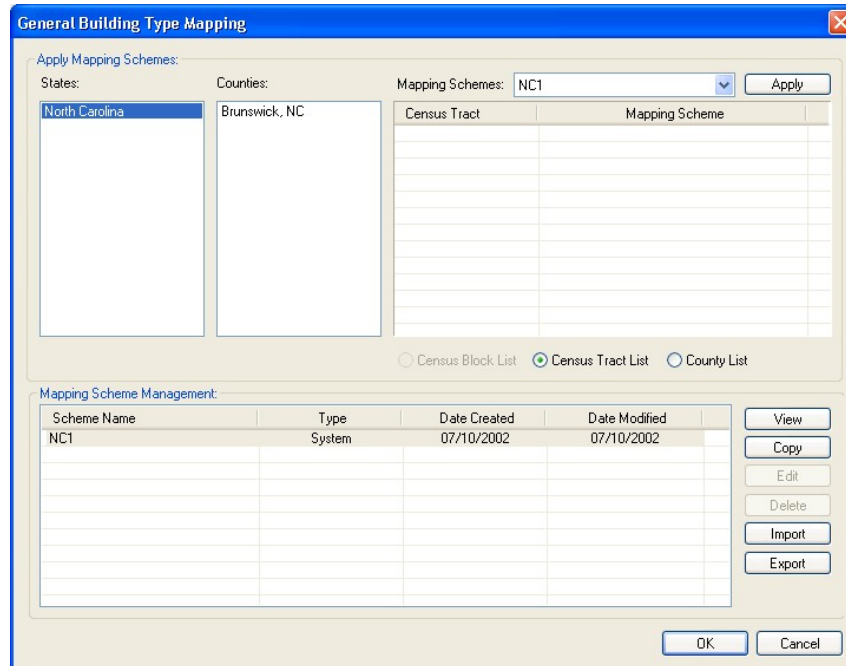 General Building Type Mapping
Apply Mapping Schemes:
States: Counties: Mapping Schemes: NC1 Apply
North Carolina Brunswick, NC Census Tract Mapping Scheme
Census Block List Census Tract List County List
Mapping Scheme Management:
Scheme Name Type Date Created Date Modified View
NC1 System 07/10/2002 07/10/2002
Copy
Edit
Delete
Import
Export
OK Cancel